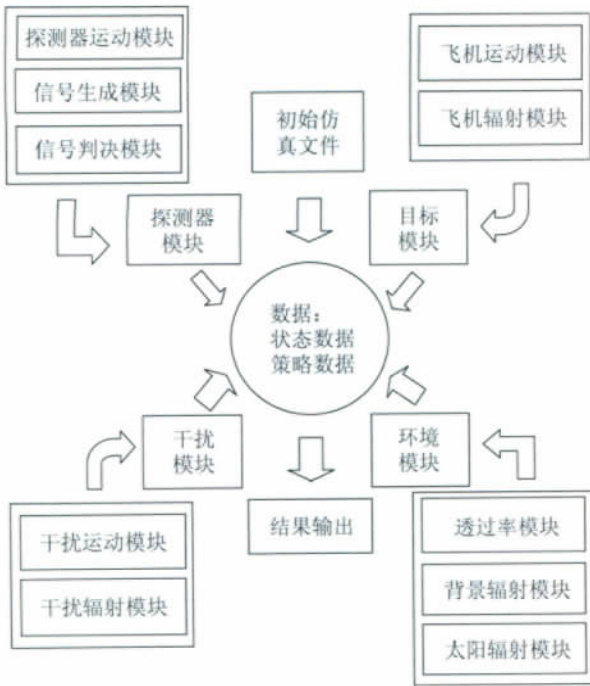 探测器运动模块
信号生成模块
信号判决模块
飞机运动模块
飞机辐射模块
初始仿
真文件
探测器
模块
目标
模块
数据：
状态数据
策略数据
干扰
模块
环境
模块
结果输出
干扰运动模块
干扰辐射模块
透过率模块
背景辐射模块
太阳辐射模块